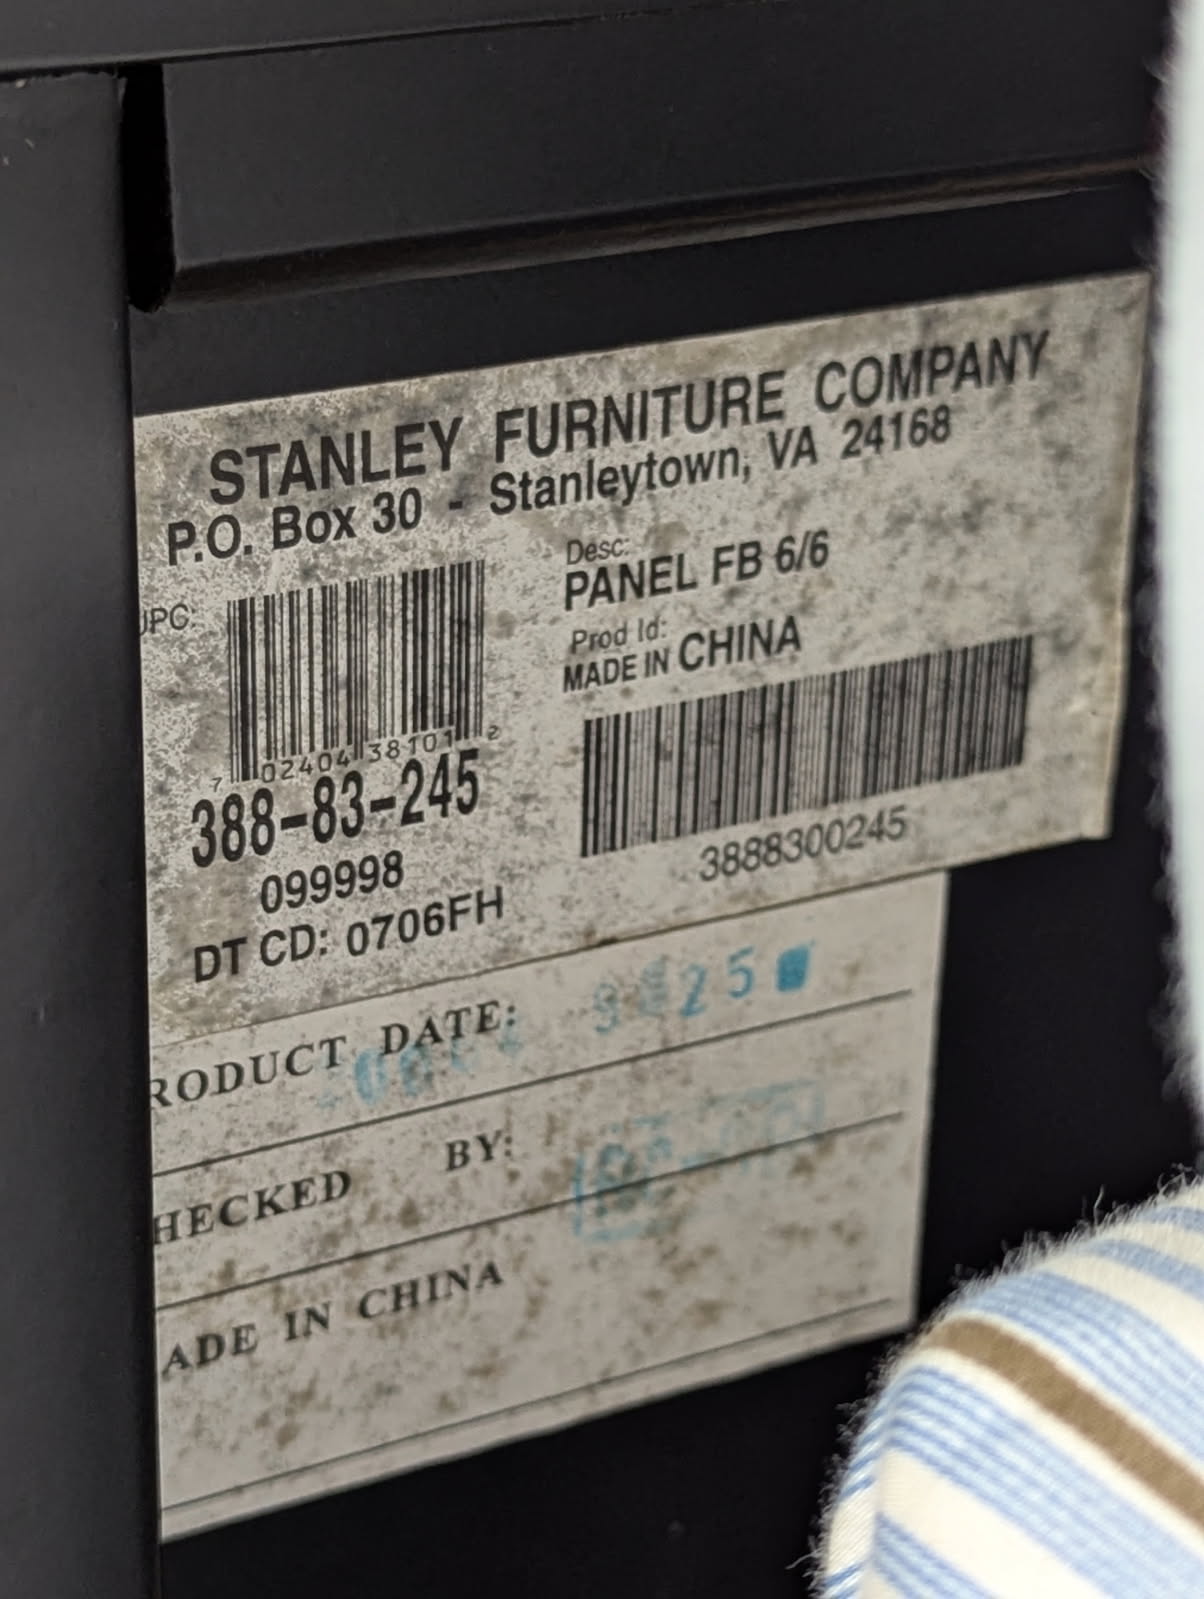 STANLEY FURNITURE COMPANY
P.O. Box 30 - Stanleytown, VA 24168
UPC:
7 02404 38101 2
388-83-245
099998
DT CD: 0706FH
Desc:
PANEL FB 6/6
Prod Id:
MADE IN CHINA
3888300245
RODUCT DATE:
HECKED BY:
ADE IN CHINA